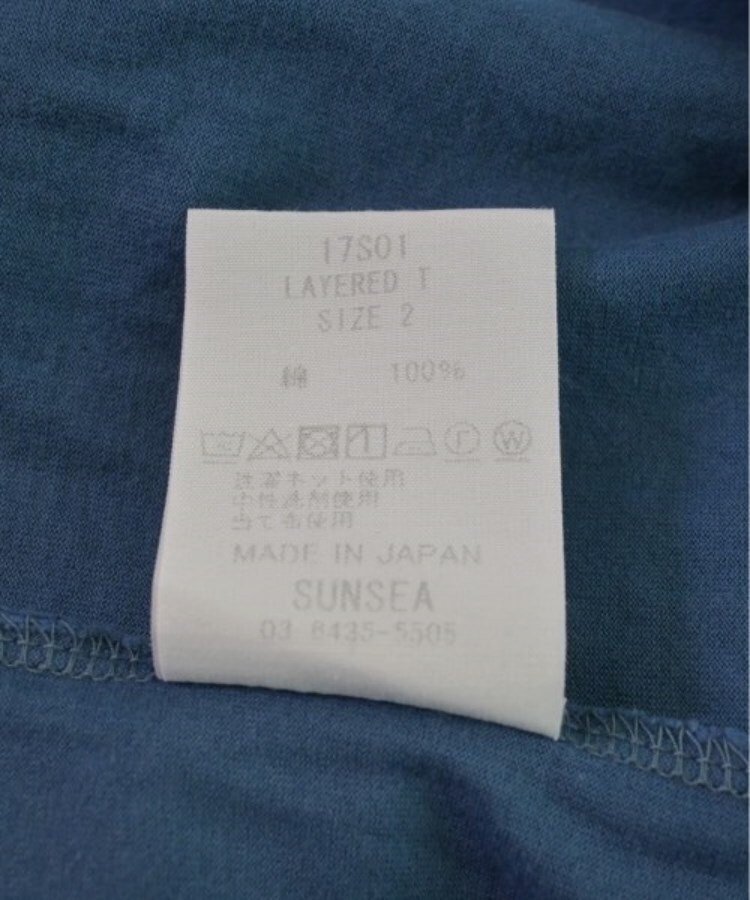 17S01
LAYERED T
SIZE 2
綿 100%
洗濯ネット使用
中性洗剤使用
当て布使用
MADE IN JAPAN
SUNSEA
03 6435-5505